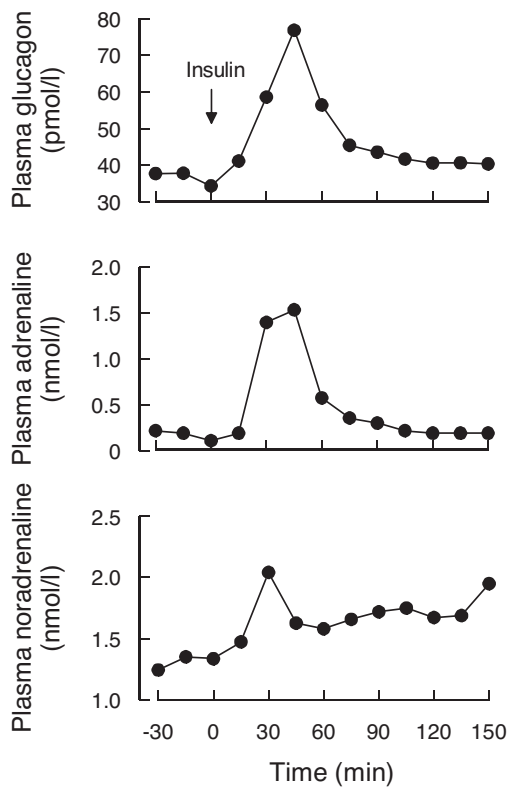 Plasma glucagon
(pmol/l)
80
70
60
50
40
30
Insulin
Plasma adrenaline
(nmol/l)
2.0
1.5
1.0
0.5
0
Plasma noradrenaline
(nmol/l)
2.5
2.0
1.5
1.0
-30 0 30 60 90 120 150
Time (min)